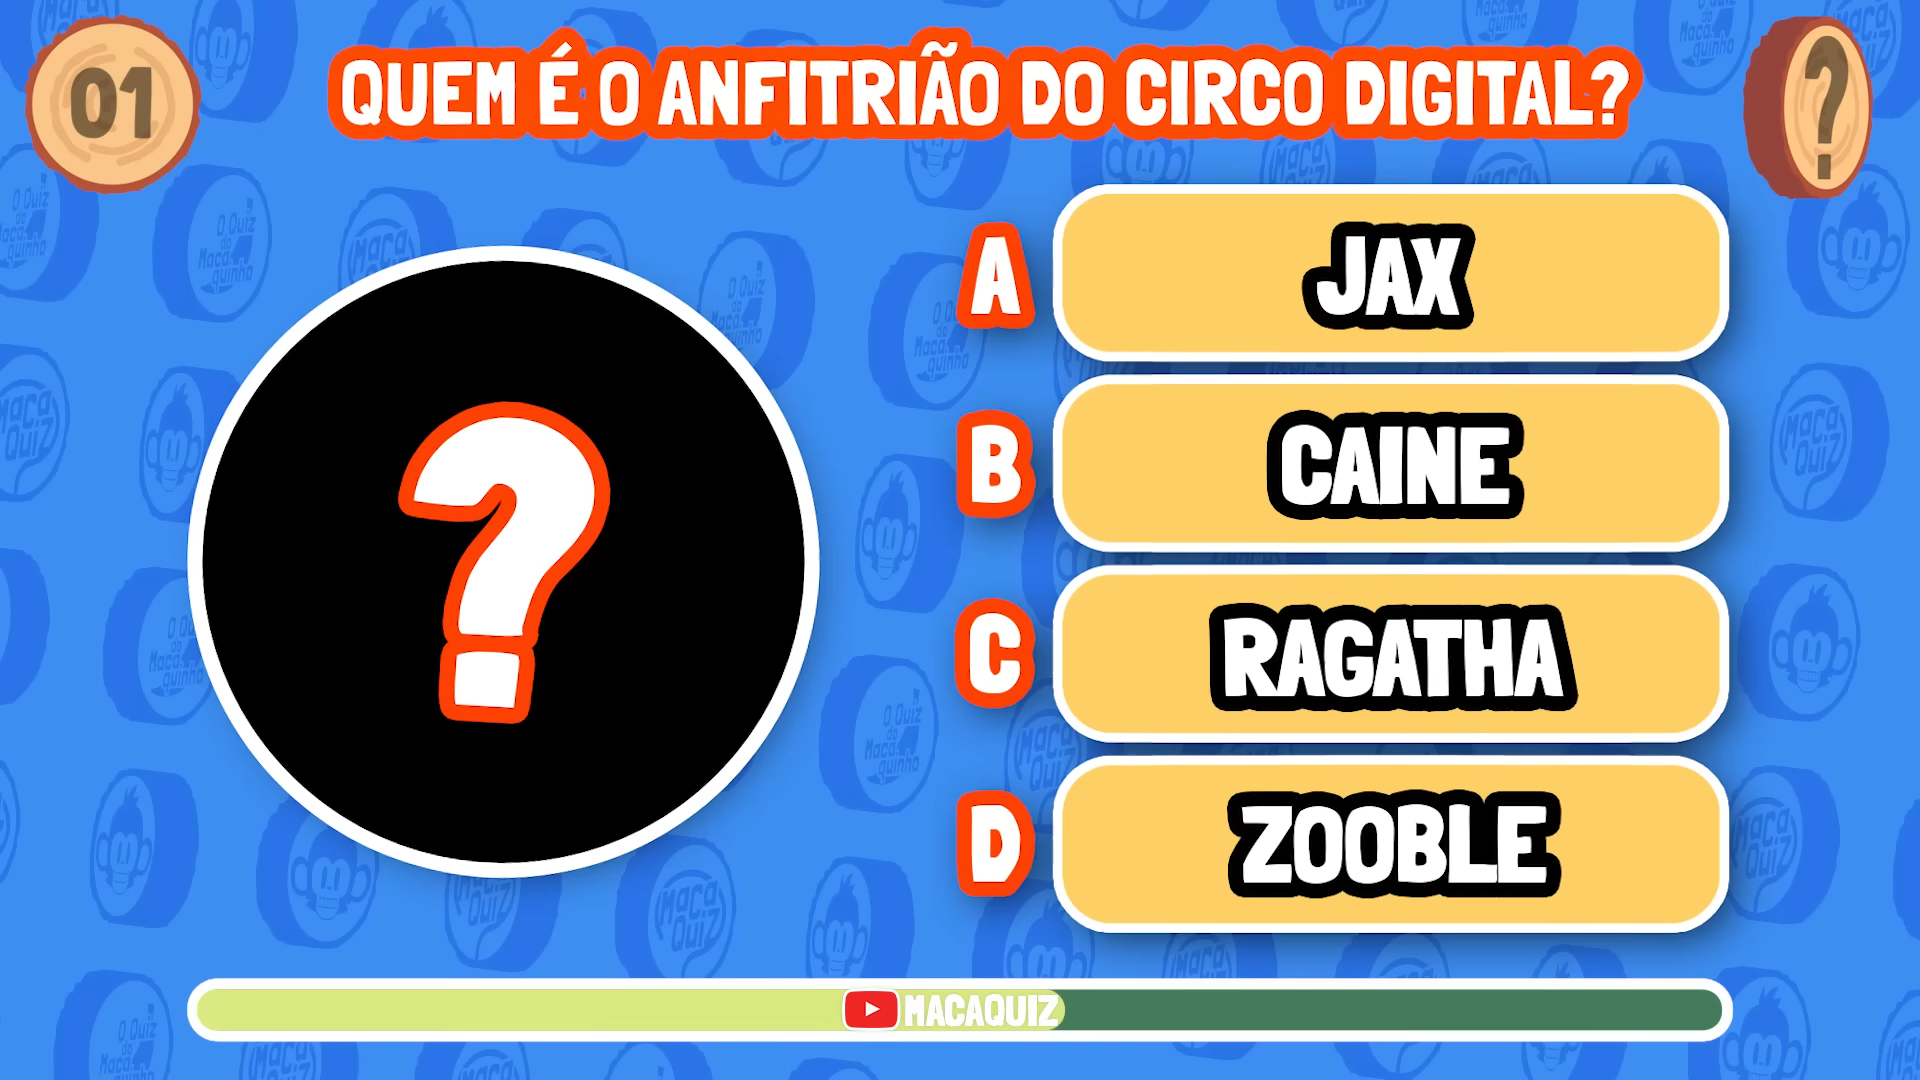 01
QUEM É O ANFITRIÃO DO CIRCO DIGITAL?
?
?
A
JAX
B
CAINE
C
RAGATHA
D
ZOOBLE
MACAQUIZ